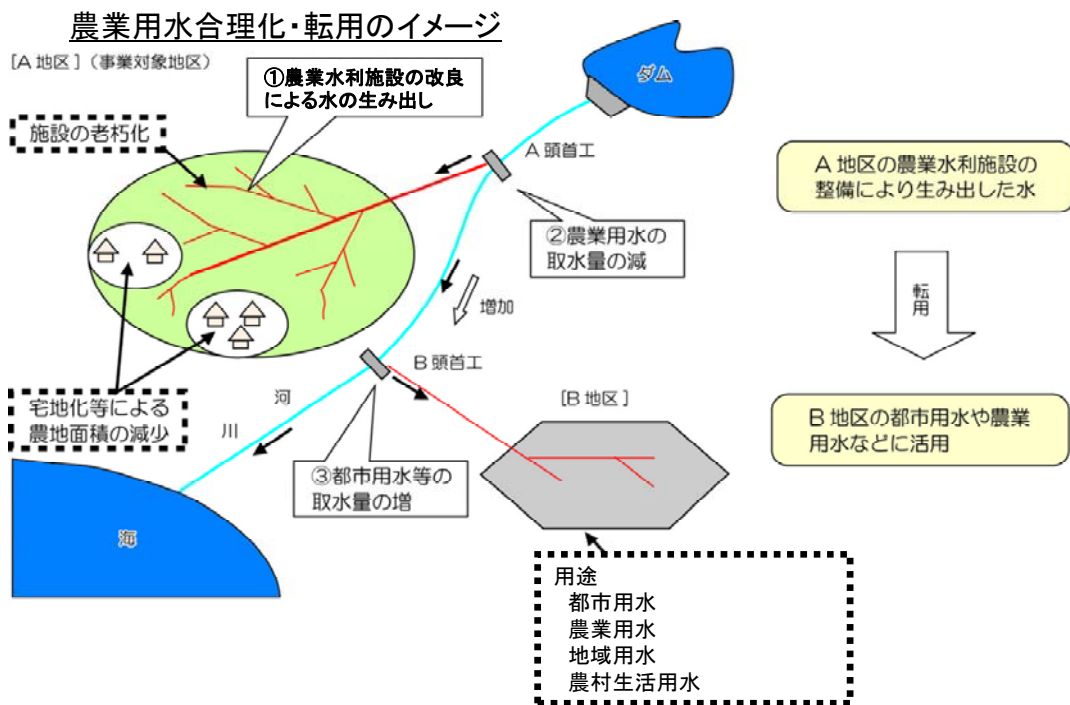 農業用水合理化・転用のイメージ
[A地区]（事業対象地区）
①農業水利施設の改良
による水の生み出し
ダム
施設の老朽化
A頭首工
A地区の農業水利施設の
整備により生み出した水
②農業用水の
取水量の減
増加
転用
B頭首工
宅地化等による
農地面積の減少
河
川
[B地区]
B地区の都市用水や農業
用水などに活用
③都市用水等の
取水量の増
海
用途
都市用水
農業用水
地域用水
農村生活用水